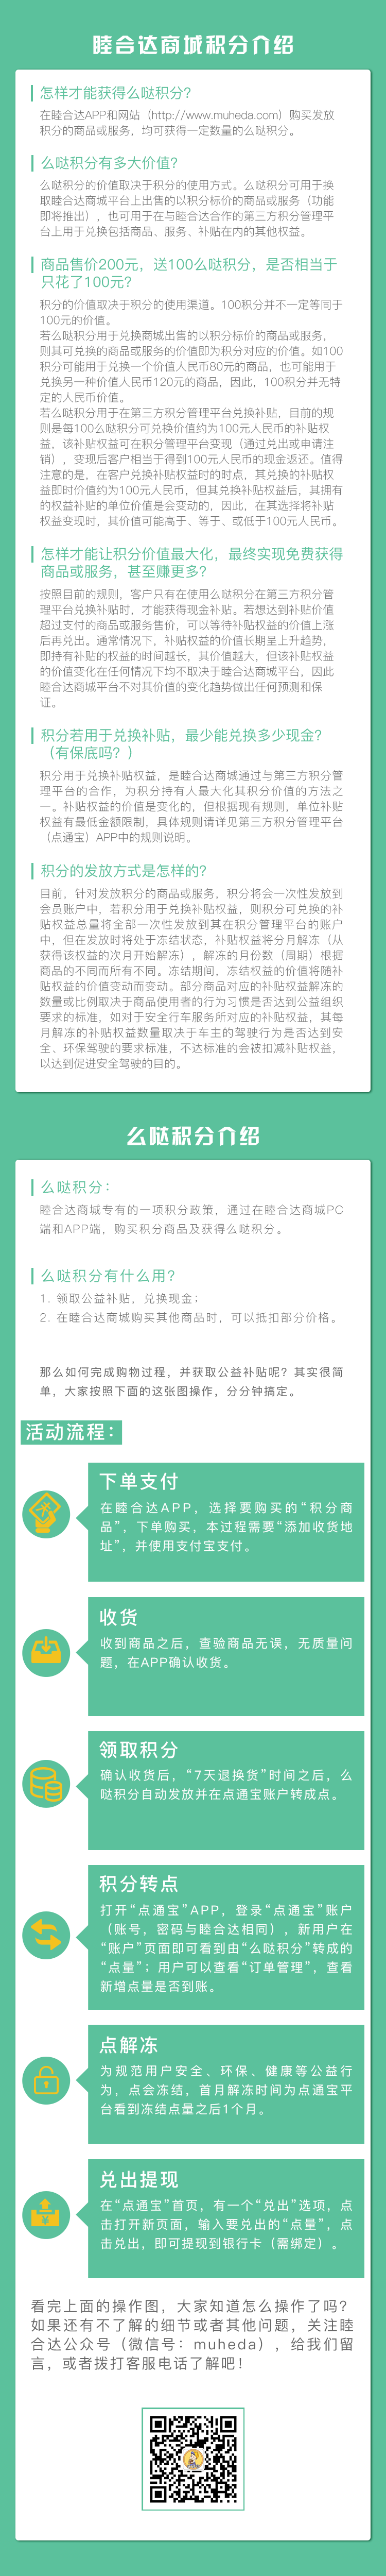 睦合达商城积分介绍
怎样才能获得么哒积分？
在睦合达APP和网站（http://www.muheda.com）购买发放
积分的商品或服务，均可获得一定数量的么哒积分。
么哒积分有多大价值？
么哒积分的价值取决于积分的使用方式。么哒积分可用于换
取睦合达商城平台上出售的以积分标价的商品或服务（功能
即将推出），也可用于在与睦合达合作的第三方积分管理平
台上用于兑换包括商品、服务、补贴在内的其他权益。
商品售价200元，送100么哒积分，是否相当于
只花了100元？
积分的价值取决于积分的使用渠道。100积分并不一定等同于
100元的价值。
若么哒积分用于兑换商城出售的以积分标价的商品或服务，
则其可兑换的商品或服务的价值即为积分对应的价值。如100
积分可能用于兑换一个价值人民币80元的商品，也可能用于
兑换另一种价值人民币120元的商品，因此，100积分并无特
定的人民币价值。
若么哒积分用于在第三方积分管理平台兑换补贴，目前的规
则是每100么哒积分可兑换价值约为100元人民币的补贴权
益，该补贴权益可在积分管理平台变现（通过兑出或申请注
销），变现后客户相当于得到100元人民币的现金返还。值得
注意的是，在客户兑换补贴权益时的时点，其兑换的补贴权
益即时价值约为100元人民币，但其兑换补贴权益后，其拥有
的权益补贴的单位价值是会变动的，因此，在其选择将补贴
权益变现时，其价值可能高于、等于、或低于100元人民币。
怎样才能让积分价值最大化，最终实现免费获得
商品或服务，甚至赚更多？
按照目前的规则，客户只有在使用么哒积分在第三方积分管
理平台兑换补贴时，才能获得现金补贴。若想达到补贴价值
超过支付的商品或服务售价，可以等待补贴权益的价值上涨
后再兑出。通常情况下，补贴权益的价值长期呈上升趋势，
即持有补贴的权益的时间越长，其价值越大，但该补贴权益
的价值变化在任何情况下均不取决于睦合达商城平台，因此
睦合达商城平台不对其价值的变化趋势做出任何预测和保
证。
积分若用于兑换补贴，最少能兑换多少现金？
（有保底吗？）
积分用于兑换补贴权益，是睦合达商城通过与第三方积分管
理平台的合作，为积分持有人最大化其积分价值的方法之
一。补贴权益的价值是变化的，但根据现有规则，单位补贴
权益有最低金额限制，具体规则请详见第三方积分管理平台
（点通宝）APP中的规则说明。
积分的发放方式是怎样的？
目前，针对发放积分的商品或服务，积分将会一次性发放到
会员账户中，若积分用于兑换补贴权益，则积分可兑换的补
贴权益总量将全部一次性发放到其在积分管理平台的账户
中，但在发放时将处于冻结状态，补贴权益将分月解冻（从
获得该权益的次月开始解冻），解冻的月份数（周期）根据
商品的不同而所有不同。冻结期间，冻结权益的价值将随补
贴权益的价值变动而变动。部分商品对应的补贴权益解冻的
数量或比例取决于商品使用者的行为习惯是否达到公益组织
要求的标准，如对于安全行车服务所对应的补贴权益，其每
月解冻的补贴权益数量取决于车主的驾驶行为是否达到安
全、环保驾驶的要求标准，不达标准的会被扣减补贴权益，
以达到促进安全驾驶的目的。
么哒积分介绍
么哒积分：
睦合达商城专有的一项积分政策，通过在睦合达商城PC
端和APP端，购买积分商品及获得么哒积分。
么哒积分有什么用？
1. 领取公益补贴，兑换现金；
2. 在睦合达商城购买其他商品时，可以抵扣部分价格。
那么如何完成购物过程，并获取公益补贴呢？其实很简
单，大家按照下面的这张图操作，分分钟搞定。
活动流程：
下单支付
在睦合达APP，选择要购买的“积分商
品”，下单购买，本过程需要“添加收货地
址”，并使用支付宝支付。
收货
收到商品之后，查验商品无误，无质量问
题，在APP确认收货。
领取积分
确认收货后，“7天退换货”时间之后，么
哒积分自动发放并在点通宝账户转成点。
积分转点
打开“点通宝”APP，登录“点通宝”账户
（账号，密码与睦合达相同），新用户在
“账户”页面即可看到由“么哒积分”转成的
“点量”；用户可以查看“订单管理”，查看
新增点量是否到账。
点解冻
为规范用户安全、环保、健康等公益行
为，点会冻结，首月解冻时间为点通宝平
台看到冻结点量之后1个月。
兑出提现
在“点通宝”首页，有一个“兑出”选项，点
击打开新页面，输入要兑出的“点量”，点
击兑出，即可提现到银行卡（需绑定）。
看完上面的操作图，大家知道怎么操作了吗？
如果还有不了解的细节或者其他问题，关注睦
合达公众号（微信号：muheda），给我们留
言，或者拨打客服电话了解吧！